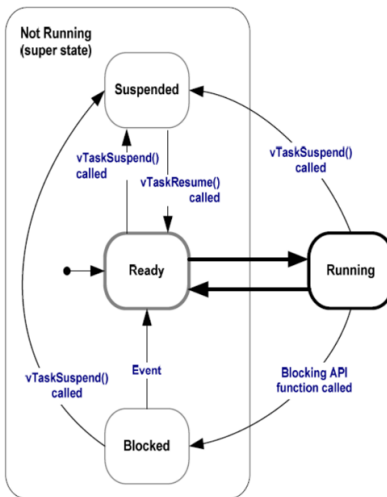 Not Running
(super state)
Suspended
vTaskSuspend()
called
vTaskResume()
called
vTaskSuspend()
called
Ready
Running
Event
vTaskSuspend()
called
Blocking API
function called
Blocked